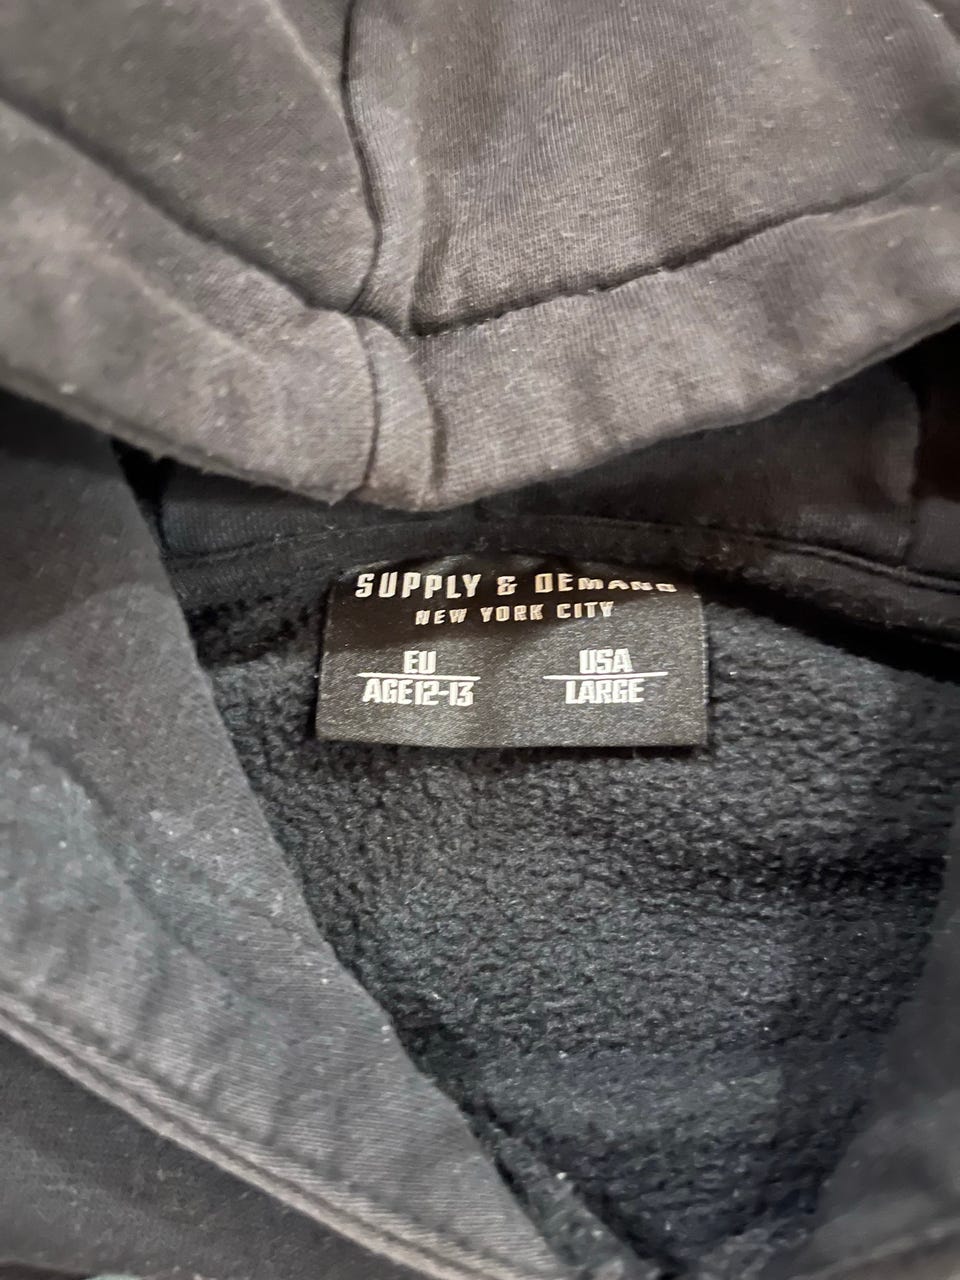 SUPPLY & DEMAND
NEW YORK CITY
EU USA
AGE 12-13 LARGE